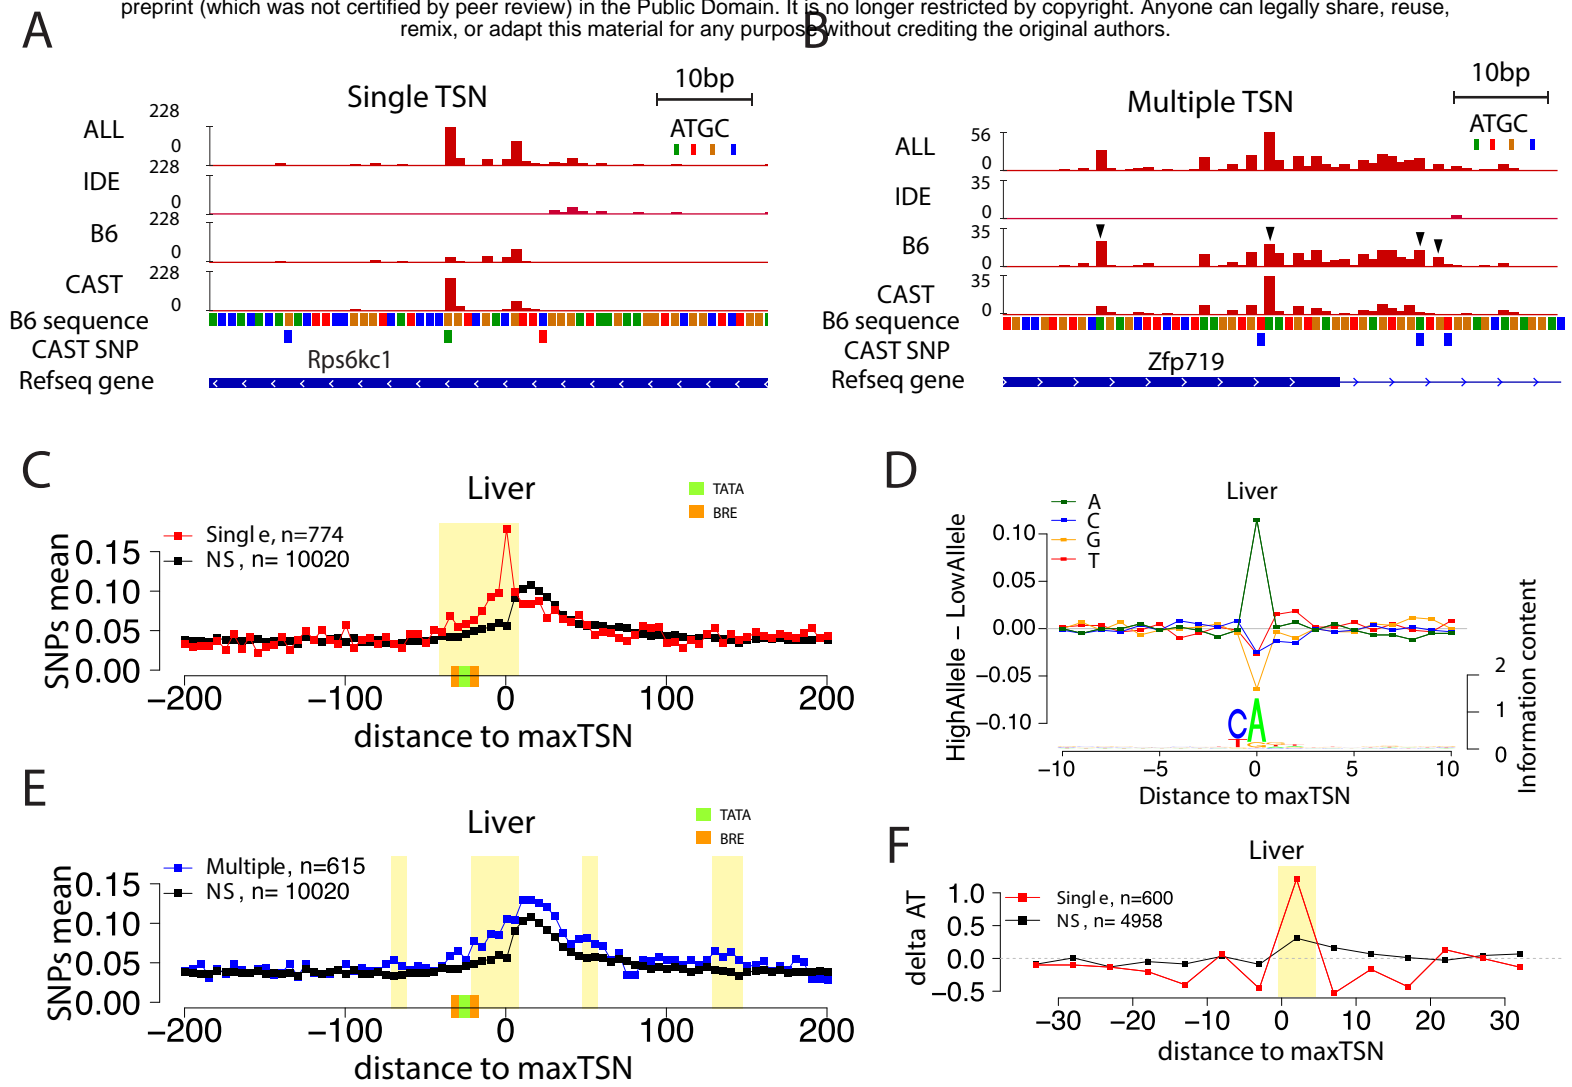 preprint (which was not certified by peer review) in the Public Domain. It is no longer restricted by copyright. Anyone can legally share, reuse,
remix, or adapt this material for any purpose without crediting the original authors.
A
Single TSN
10bp
ATGC
ALL
228
0
IDE
228
0
B6
228
0
CAST
228
0
B6 sequence
CAST SNP
Rps6kc1
Refseq gene
B
Multiple TSN
10bp
ATGC
ALL
56
0
IDE
35
0
B6
35
0
CAST
35
0
B6 sequence
CAST SNP
Zfp719
Refseq gene
C
Liver
TATA
BRE
Single, n=774
NS, n= 10020
SNPs mean
0.15
0.10
0.05
0.00
−200 −100 0 100 200
distance to maxTSN
D
Liver
A
C
G
T
HighAllele − LowAllele
0.10
0.05
0.00
−0.05
−0.10
Information content
2
1
0
CA
−10 −5 0 5 10
Distance to maxTSN
E
Liver
TATA
BRE
Multiple, n=615
NS, n= 10020
SNPs mean
0.15
0.10
0.05
0.00
−200 −100 0 100 200
distance to maxTSN
F
Liver
Single, n=600
NS, n= 4958
delta AT
1.0
0.5
0.0
−0.5
−30 −20 −10 0 10 20 30
distance to maxTSN